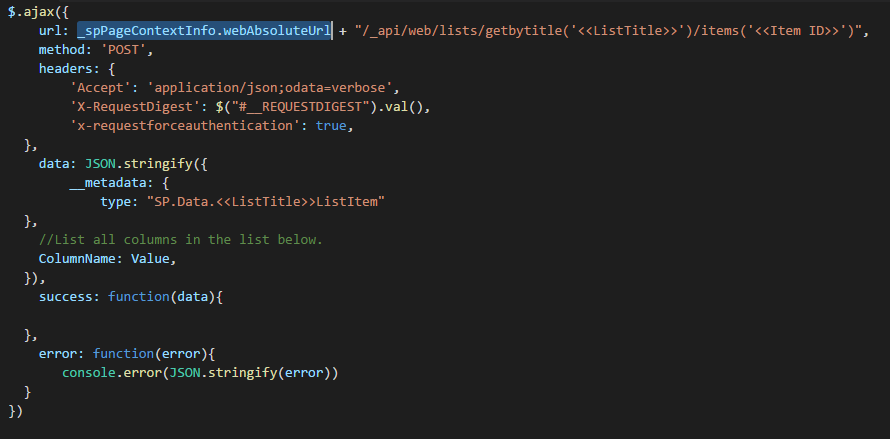 $.ajax({
url: _spPageContextInfo.webAbsoluteUrl + "/_api/web/lists/getbytitle('<<ListTitle>>')/items('<<Item ID>>')",
method: 'POST',
headers: {
'Accept': 'application/json;odata=verbose',
'X-RequestDigest': $("#__REQUESTDIGEST").val(),
'x-requestforceauthentication': true,
},
data: JSON.stringify({
__metadata: {
type: "SP.Data.<<ListTitle>>ListItem"
},
//List all columns in the list below.
ColumnName: Value,
}),
success: function(data){
},
error: function(error){
console.error(JSON.stringify(error))
}
})